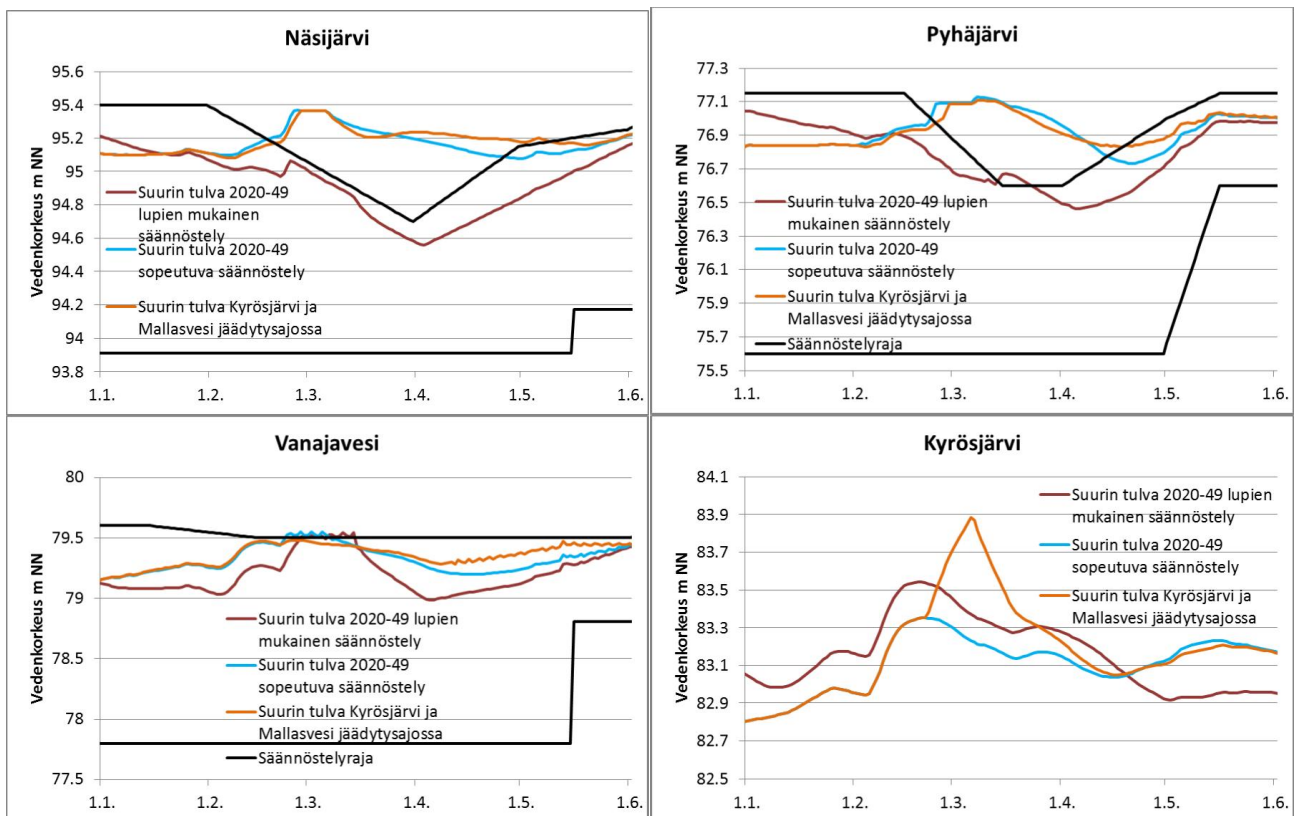 Näsijärvi
Vedenkorkeus m NN
95.6
95.4
95.2
95
94.8
94.6
94.4
94.2
94
93.8
Suurin tulva 2020-49
lupien mukainen
säännöstely
Suurin tulva 2020-49
sopeutuva säännöstely
Suurin tulva Kyrösjärvi ja
Mallasvesi jäädytysajossa
1.1.
1.2.
1.3.
1.4.
1.5.
1.6.
Pyhäjärvi
Vedenkorkeus m NN
77.3
77.1
76.9
76.7
76.5
76.3
76.1
75.9
75.7
75.5
Suurin tulva 2020-49 lupien
mukainen säännöstely
Suurin tulva 2020-49
sopeutuva säännöstely
Suurin tulva Kyrösjärvi ja
Mallasvesi jäädytysajossa
Säännöstelyraja
1.1.
1.2.
1.3.
1.4.
1.5.
1.6.
Vanajavesi
Vedenkorkeus m NN
80
79.5
79
78.5
78
77.5
Suurin tulva 2020-49 lupien
mukainen säännöstely
Suurin tulva 2020-49
sopeutuva säännöstely
Suurin tulva Kyrösjärvi ja
Mallasvesi jäädytysajossa
Säännöstelyraja
1.1.
1.2.
1.3.
1.4.
1.5.
1.6.
Kyrösjärvi
Vedenkorkeus m NN
84.1
83.9
83.7
83.5
83.3
83.1
82.9
82.7
82.5
Suurin tulva 2020-49 lupien
mukainen säännöstely
Suurin tulva 2020-49
sopeutuva säännöstely
Suurin tulva Kyrösjärvi ja
Mallasvesi jäädytysajossa
1.1.
1.2.
1.3.
1.4.
1.5.
1.6.